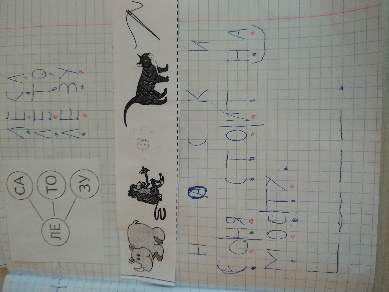 СА
ТО
ЗУ
ЛЕ
ЛЕСА
ЛЕТО
ЛЕЗУ
Н О С К И
Соня стоит на
мосту.